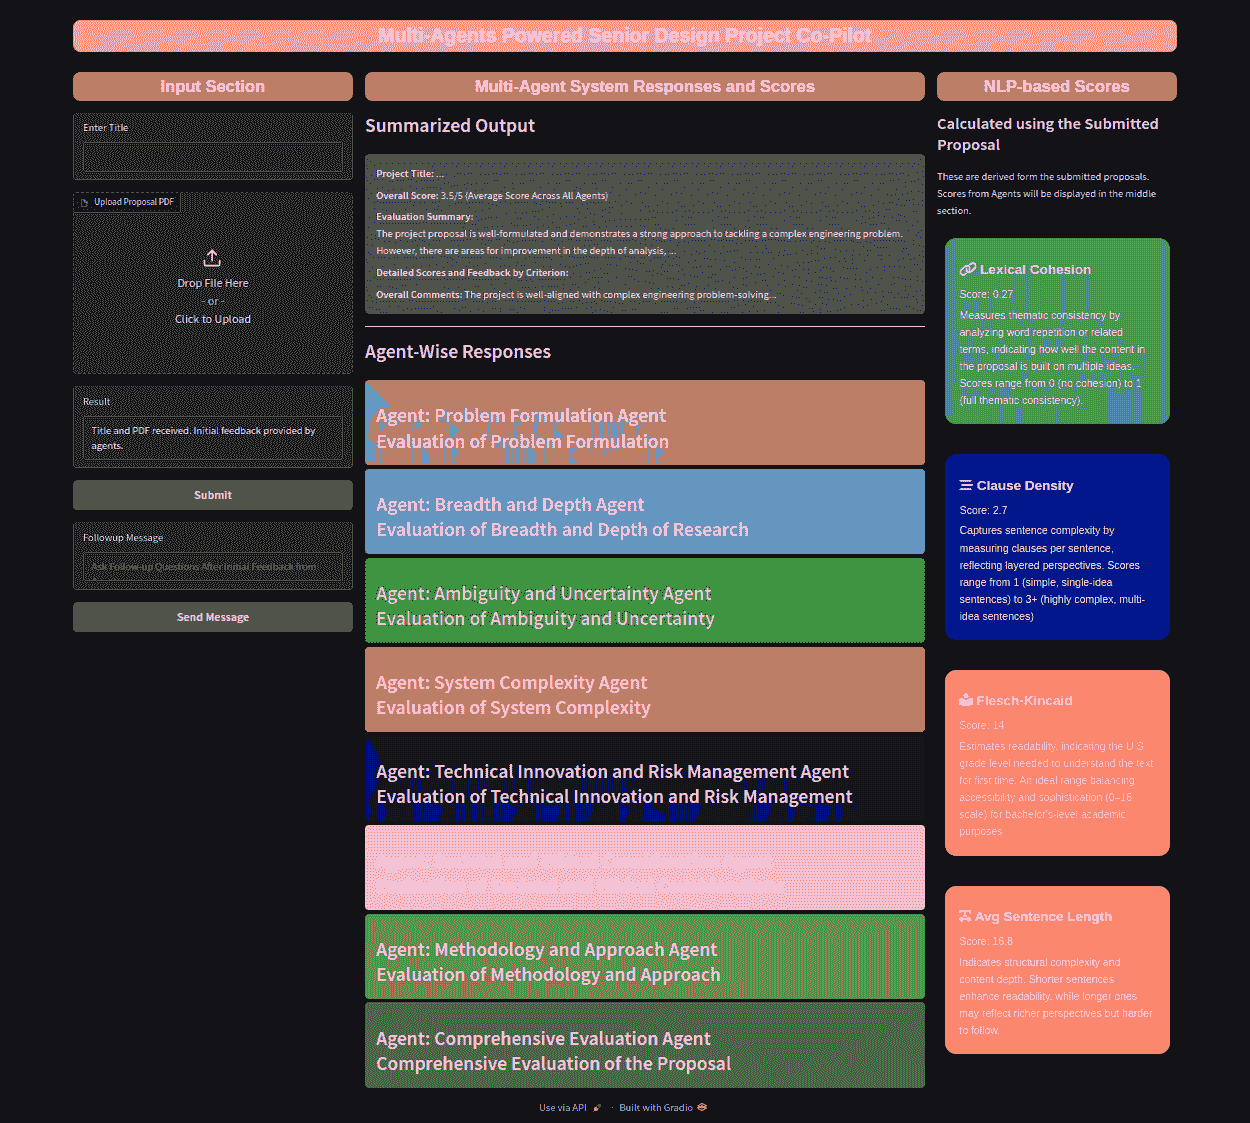 Multi-Agents Powered Senior Design Project Co-Pilot
Input Section
Enter Title
Upload Proposal PDF
Drop File Here
- or -
Click to Upload
Result
Title and PDF received. Initial feedback provided by
agents.
Submit
Followup Message
Ask Follow-up Questions After Initial Feedback from
Send Message
Multi-Agent System Responses and Scores
Summarized Output
Project Title: ...
Overall Score: 3.5/5 (Average Score Across All Agents)
Evaluation Summary:
The project proposal is well-formulated and demonstrates a strong approach to tackling a complex engineering problem.
However, there are areas for improvement in the depth of analysis, ...
Detailed Scores and Feedback by Criterion:
Overall Comments: The project is well-aligned with complex engineering problem-solving...
Agent-Wise Responses
Agent: Problem Formulation Agent
Evaluation of Problem Formulation
Agent: Breadth and Depth Agent
Evaluation of Breadth and Depth of Research
Agent: Ambiguity and Uncertainty Agent
Evaluation of Ambiguity and Uncertainty
Agent: System Complexity Agent
Evaluation of System Complexity
Agent: Technical Innovation and Risk Management Agent
Evaluation of Technical Innovation and Risk Management
Agent: Methodology and Approach Agent
Evaluation of Methodology and Approach
Agent: Comprehensive Evaluation Agent
Comprehensive Evaluation of the Proposal
NLP-based Scores
Calculated using the Submitted
Proposal
These are derived form the submitted proposals.
Scores from Agents will be displayed in the middle
section.
Lexical Cohesion
Score: 0.27
Measures thematic consistency by
analyzing word repetition or related
terms, indicating how well the content in
the proposal is built on multiple ideas.
Scores range from 0 (no cohesion) to 1
(full thematic consistency).
Clause Density
Score: 2.7
Captures sentence complexity by
measuring clauses per sentence,
reflecting layered perspectives. Scores
range from 1 (simple, single-idea
sentences) to 3+ (highly complex, multi-
idea sentences)
Flesch-Kincaid
Score: 14
Estimates readability, indicating the U.S.
grade level needed to understand the text
for first time. An ideal range balancing
accessibility and sophistication (0–16
scale) for bachelor's-level academic
purposes
Avg Sentence Length
Score: 16.8
Indicates structural complexity and
content depth. Shorter sentences
enhance readability, while longer ones
may reflect richer perspectives but harder
to follow.
Use via API · Built with Gradio